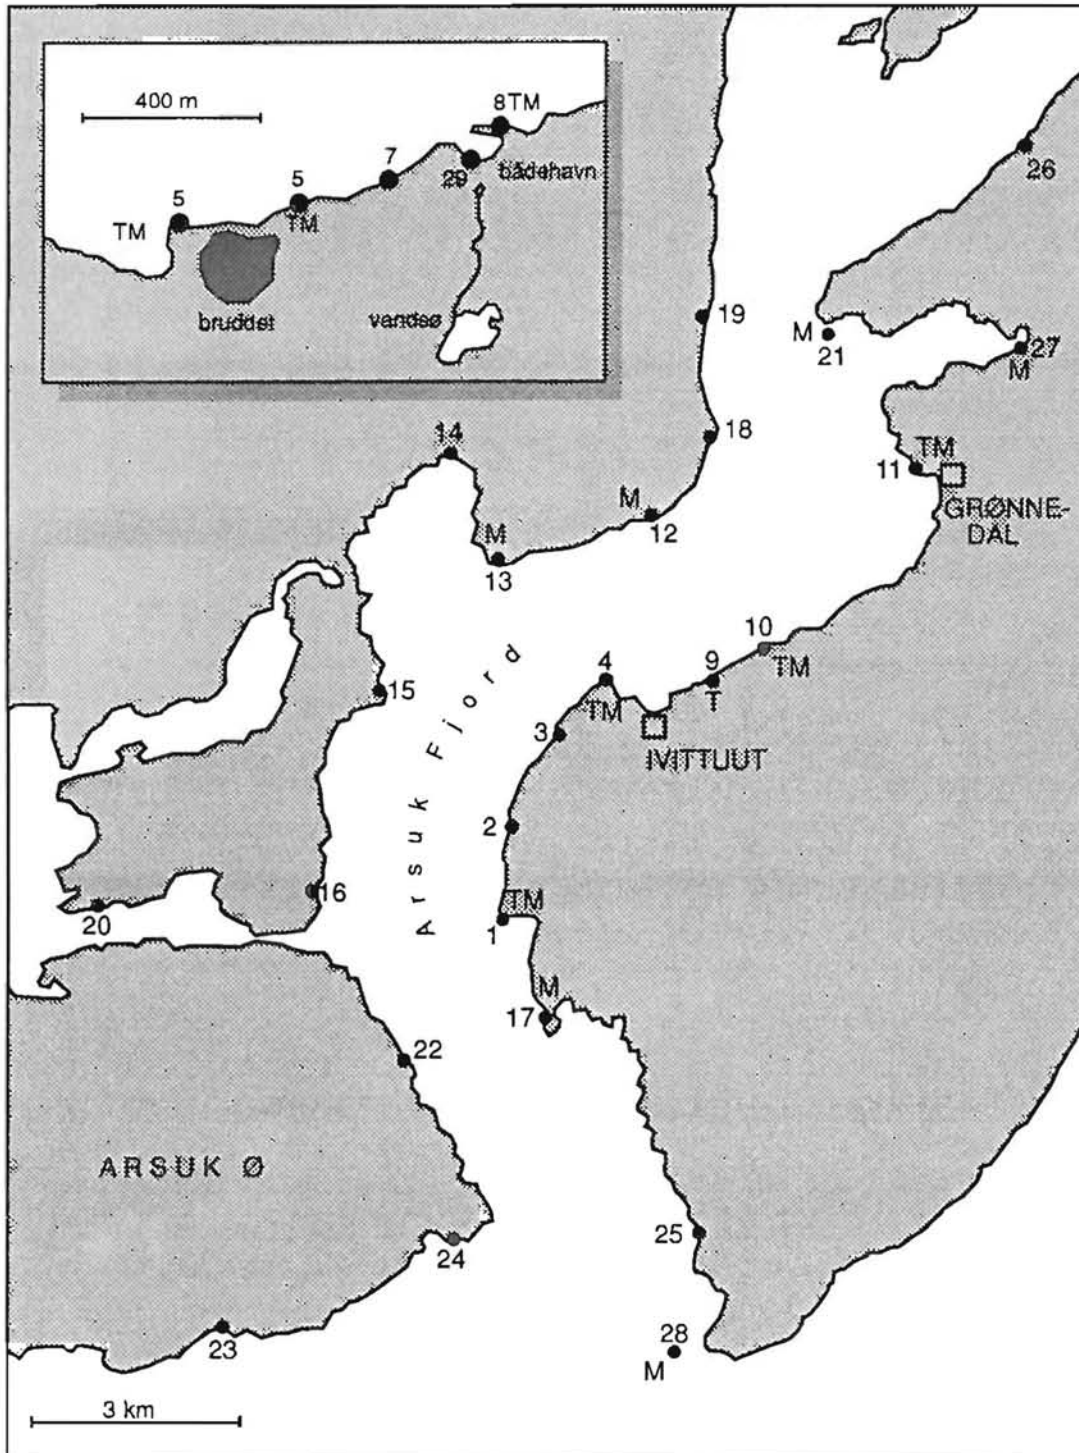 400 m
8TM
7
29
bådehavn
5
5
TM
TM
bruddet
vandsø
26
19
M
21
27
M
14
18
TM
11
M
12
GRØNNE-
DAL
M
13
10
TM
4
9
TM
T
15
3
IVITTUUT
Arsuk Fjord
2
16
TM
20
1
M
17
22
ARSUK Ø
25
24
23
28
M
3 km